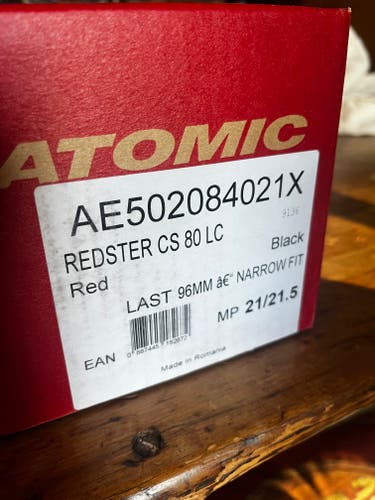 ATOMIC
AE502084021X
9136
REDSTER CS 80 LC
Red Black
LAST 96MM â€“ NARROW FIT
MP 21/21.5
EAN
Made in Romania